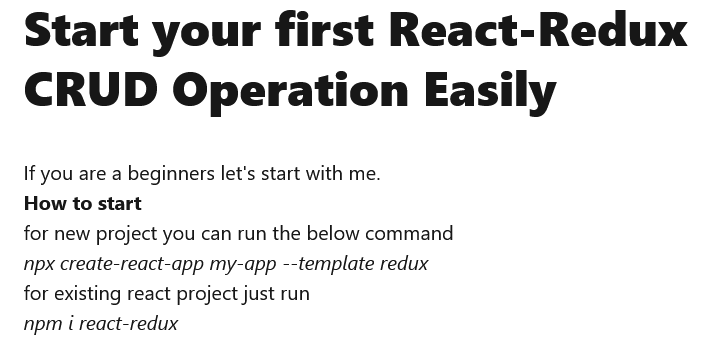 Start your first React-Redux
CRUD Operation Easily
If you are a beginners let's start with me.
How to start
for new project you can run the below command
npx create-react-app my-app --template redux
for existing react project just run
npm i react-redux